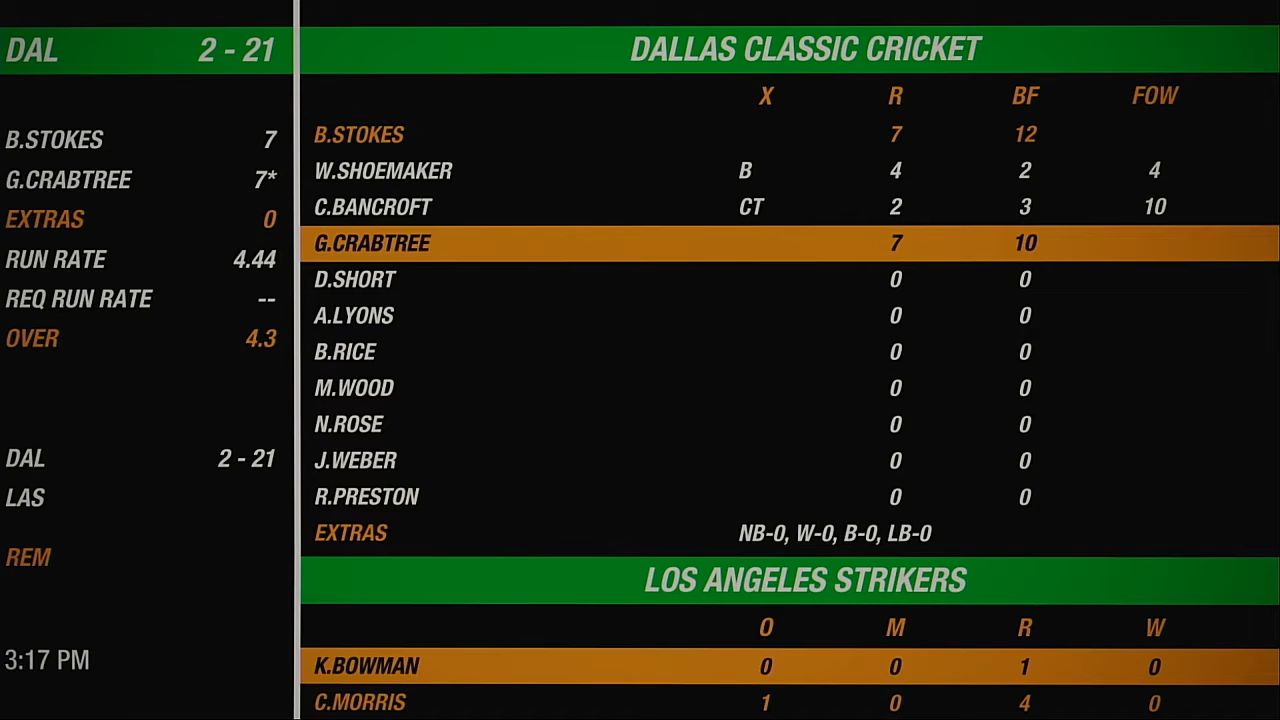 DAL 2 - 21
B.STOKES 7
G.CRABTREE 7*
EXTRAS 0
RUN RATE 4.44
REQ RUN RATE --
OVER 4.3
DAL 2 - 21
LAS
REM
3:17 PM
DALLAS CLASSIC CRICKET
X R BF FOW
B.STOKES 7 12
W.SHOEMAKER B 4 2 4
C.BANCROFT CT 2 3 10
G.CRABTREE 7 10
D.SHORT 0 0
A.LYONS 0 0
B.RICE 0 0
M.WOOD 0 0
N.ROSE 0 0
J.WEBER 0 0
R.PRESTON 0 0
EXTRAS NB-0, W-0, B-0, LB-0
LOS ANGELES STRIKERS
O M R W
K.BOWMAN 0 0 1 0
C.MORRIS 1 0 4 0